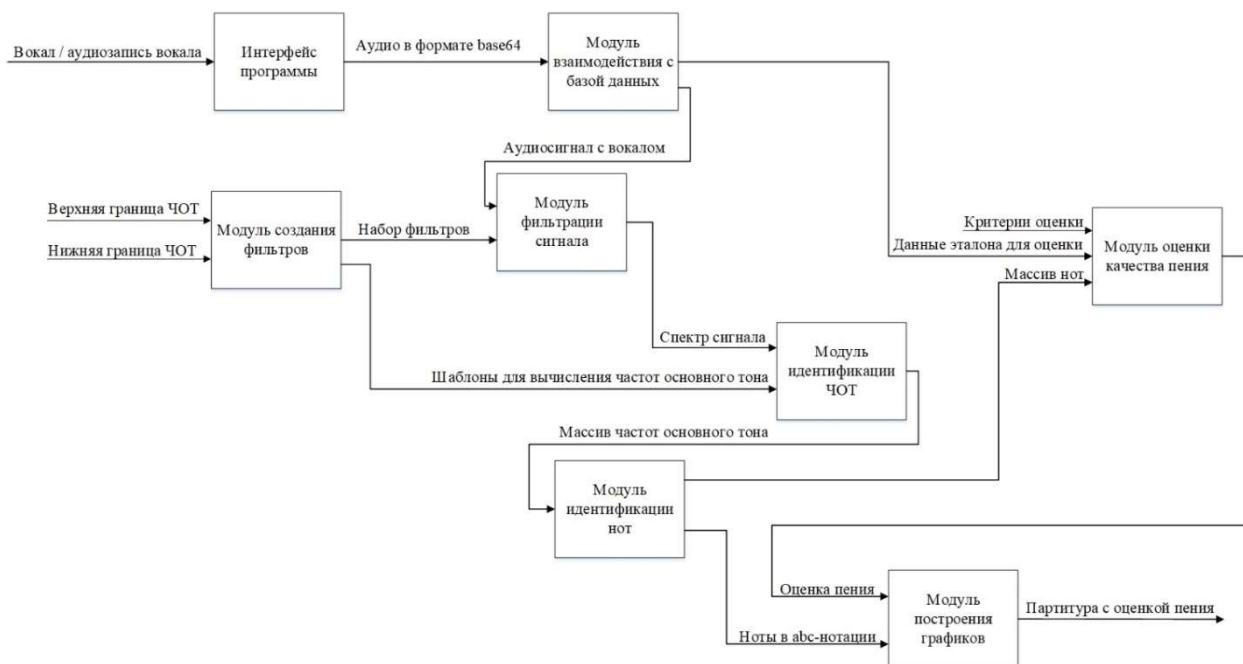 Вокал / аудиозапись вокала
Интерфейс
программы
Аудио в формате base64
Модуль
взаимодействия с
базой данных
Аудиосигнал с вокалом
Верхняя граница ЧОТ
Нижняя граница ЧОТ
Модуль создания
фильтров
Набор фильтров
Модуль
фильтрации
сигнала
Критерии оценки
Данные эталона для оценки
Массив нот
Модуль оценки
качества пения
Спектр сигнала
Шаблоны для вычисления частот основного тона
Модуль
идентификации
ЧОТ
Массив частот основного тона
Модуль
идентификации
нот
Оценка пения
Ноты в abc-нотации
Модуль
построения
графиков
Партитура с оценкой пения